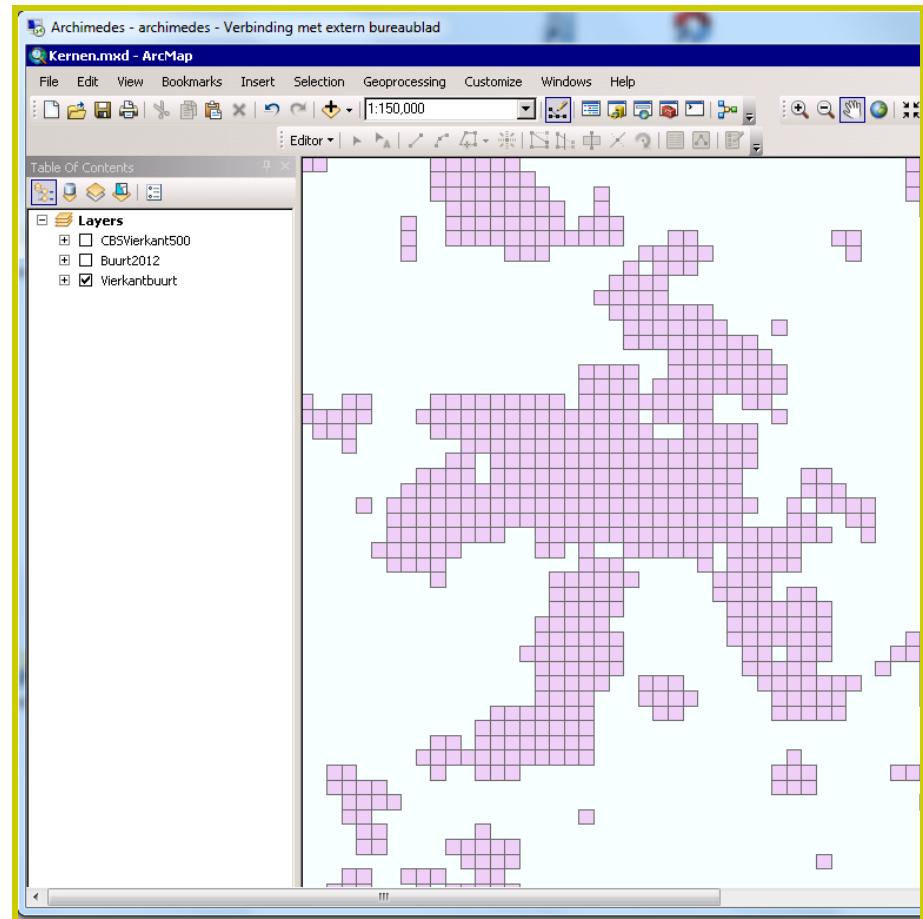 Archimedes - archimedes - Verbinding met extern bureaublad
Kernen.mxd - ArcMap
File Edit View Bookmarks Insert Selection Geoprocessing Customize Windows Help
1:150,000
Editor
Table Of Contents
Layers
CBSVierkant500
Buurt2012
Vierkantbuurt